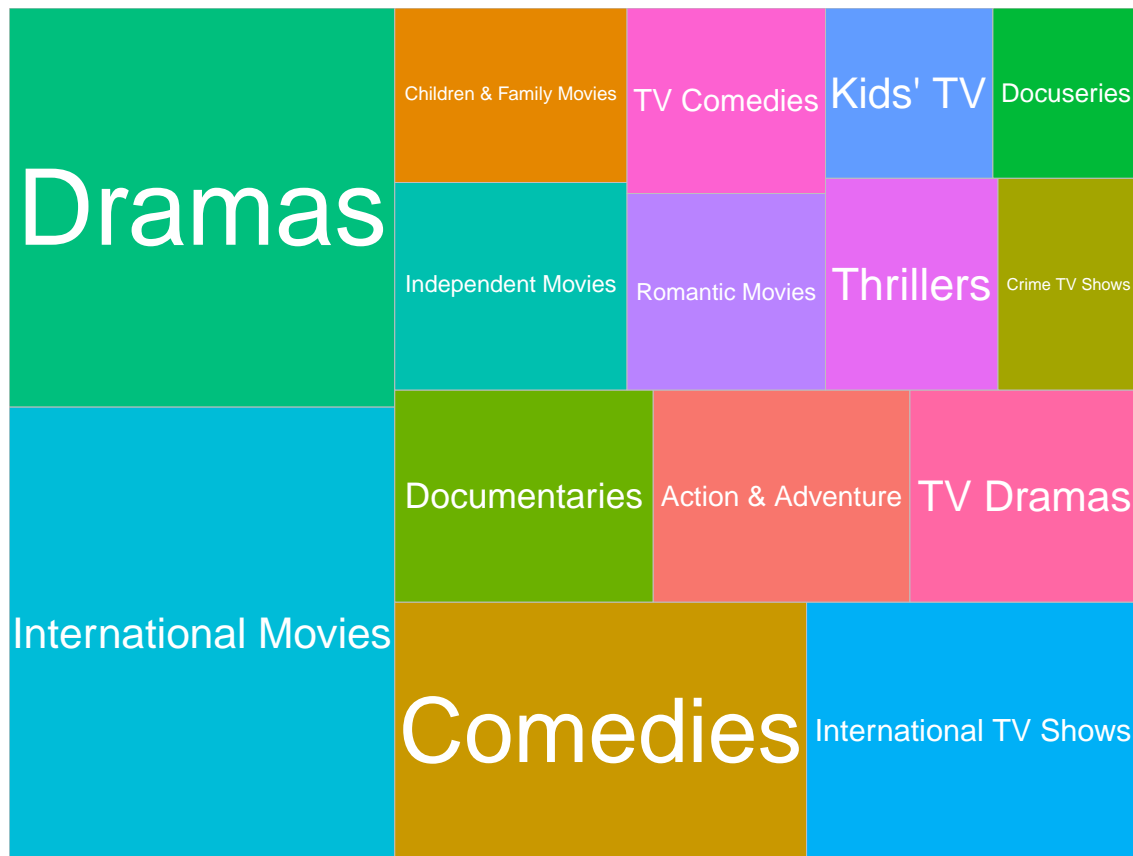 Dramas
International Movies
Children & Family Movies
TV Comedies
Kids' TV
Docuseries
Independent Movies
Romantic Movies
Thrillers
Crime TV Shows
Documentaries
Action & Adventure
TV Dramas
Comedies
International TV Shows